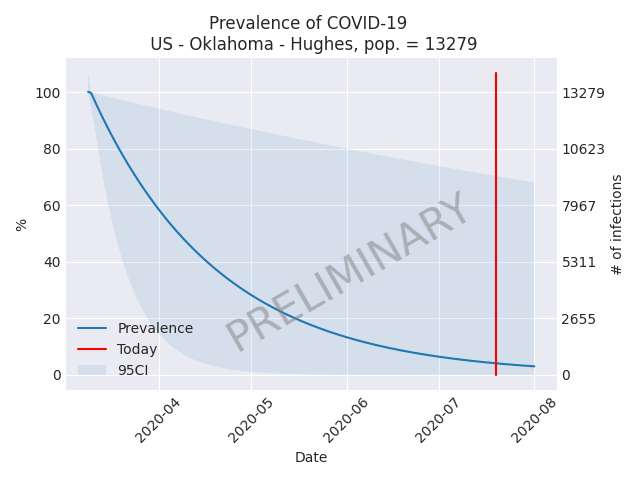 Prevalence of COVID-19
US - Oklahoma - Hughes, pop. = 13279
100
80
60
40
20
0
%
13279
10623
7967
5311
2655
0
# of infections
PRELIMINARY
Prevalence
Today
95CI
2020-04
2020-05
2020-06
2020-07
2020-08
Date